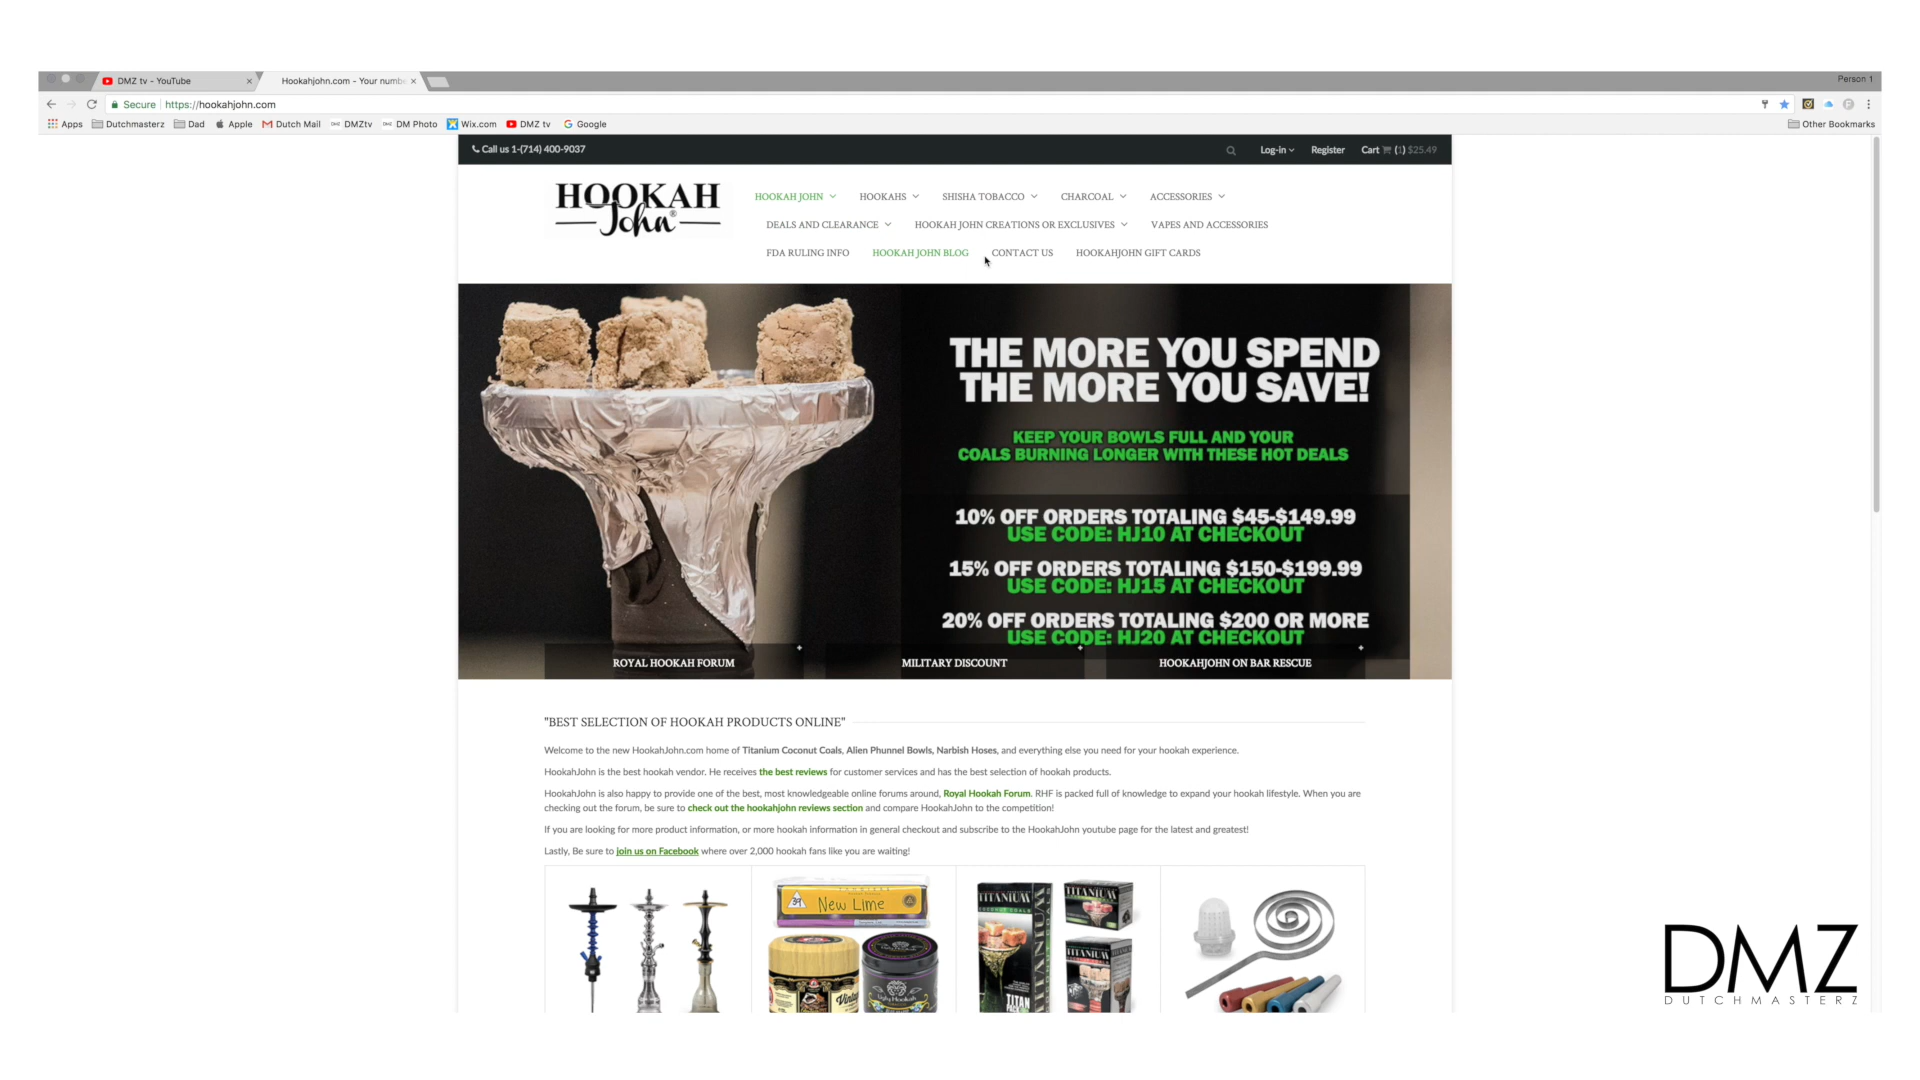 DMZ tv - YouTube
Hookahjohn.com - Your numb
Person 1
Secure https://hookahjohn.com
Apps Dutchmasterz Dad Apple Dutch Mail DMZtv DM Photo Wix.com DMZ tv Google Other Bookmarks
Call us 1-(714) 400-9037 Log-in Register Cart (1) $25.49
HOOKAH
John®
HOOKAH JOHN HOOKAHS SHISHA TOBACCO CHARCOAL ACCESSORIES
DEALS AND CLEARANCE HOOKAH JOHN CREATIONS OR EXCLUSIVES VAPES AND ACCESSORIES
FDA RULING INFO HOOKAH JOHN BLOG CONTACT US HOOKAHJOHN GIFT CARDS
THE MORE YOU SPEND
THE MORE YOU SAVE!
KEEP YOUR BOWLS FULL AND YOUR
COALS BURNING LONGER WITH THESE HOT DEALS
10% OFF ORDERS TOTALING $45-$149.99
USE CODE: HJ10 AT CHECKOUT
15% OFF ORDERS TOTALING $150-$199.99
USE CODE: HJ15 AT CHECKOUT
20% OFF ORDERS TOTALING $200 OR MORE
USE CODE: HJ20 AT CHECKOUT
ROYAL HOOKAH FORUM MILITARY DISCOUNT HOOKAHJOHN ON BAR RESCUE
"BEST SELECTION OF HOOKAH PRODUCTS ONLINE"
Welcome to the new HookahJohn.com home of Titanium Coconut Coals, Alien Phunnel Bowls, Narbish Hoses, and everything else you need for your hookah experience.
HookahJohn is the best hookah vendor. He receives the best reviews for customer services and has the best selection of hookah products.
HookahJohn is also happy to provide one of the best, most knowledgeable online forums around, Royal Hookah Forum. RHF is packed full of knowledge to expand your hookah lifestyle. When you are
checking out the forum, be sure to check out the hookahjohn reviews section and compare HookahJohn to the competition!
If you are looking for more product information, or more hookah information in general checkout and subscribe to the HookahJohn youtube page for the latest and greatest!
Lastly, Be sure to join us on Facebook where over 2,000 hookah fans like you are waiting!
New Lime
TITANIUM
TITANIUM
TITANIUM
TITANIUM
Vinta
Ugly Hookah
TITAN
DMZ
DUTCHMASTERZ